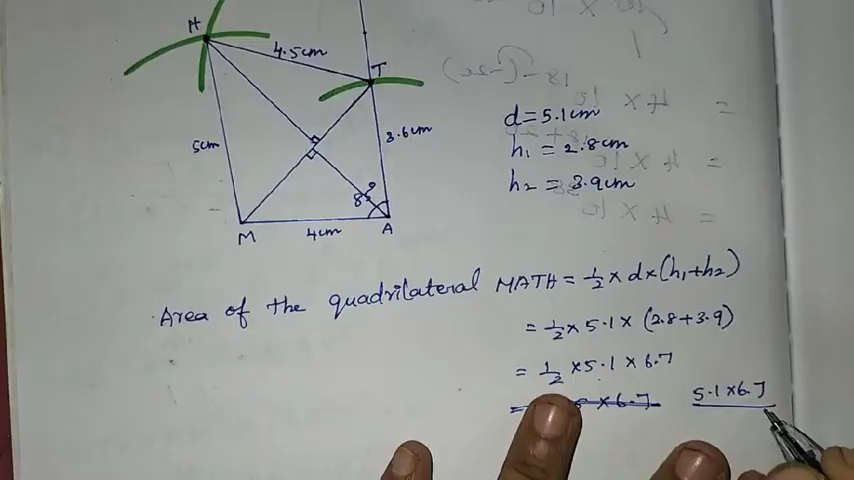 H
4.5cm
T
5cm
3.6cm
85°
M
4cm
A
d=5.1cm
h₁ = 2.8cm
h₂ = 3.9cm
Area of the quadrilateral MATH = ½ × d×(h₁+h₂)
= ½ × 5.1 × (2.8+3.9)
= ½ ×5.1 × 6.7
= × 6.7
5.1×6.7